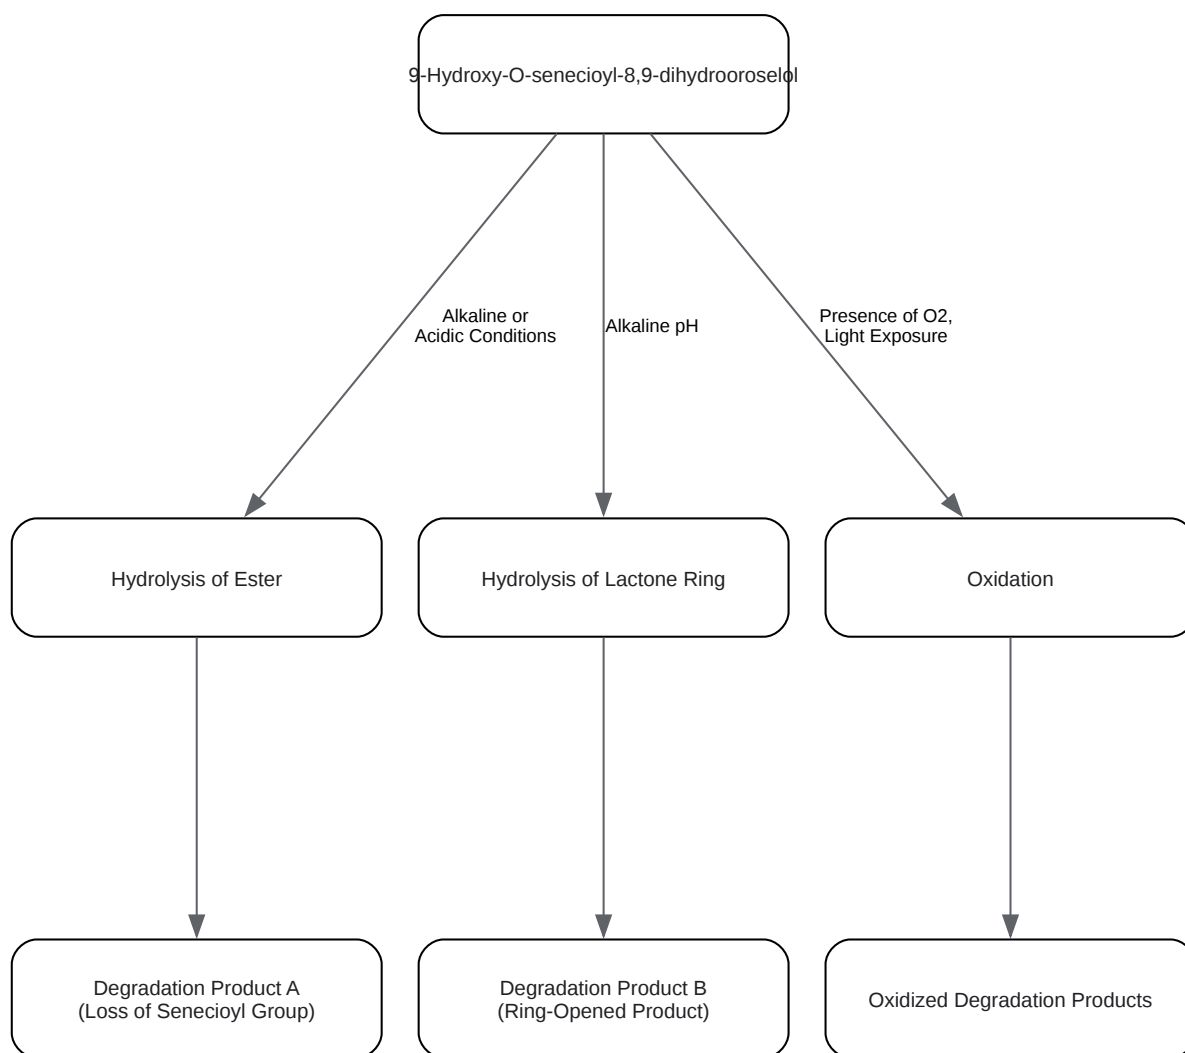 9-Hydroxy-O-senecioyl-8,9-dihydrooroselol
Alkaline or
Acidic Conditions
Alkaline pH
Presence of O2,
Light Exposure
Hydrolysis of Ester
Hydrolysis of Lactone Ring
Oxidation
Degradation Product A
(Loss of Senecioyl Group)
Degradation Product B
(Ring-Opened Product)
Oxidized Degradation Products